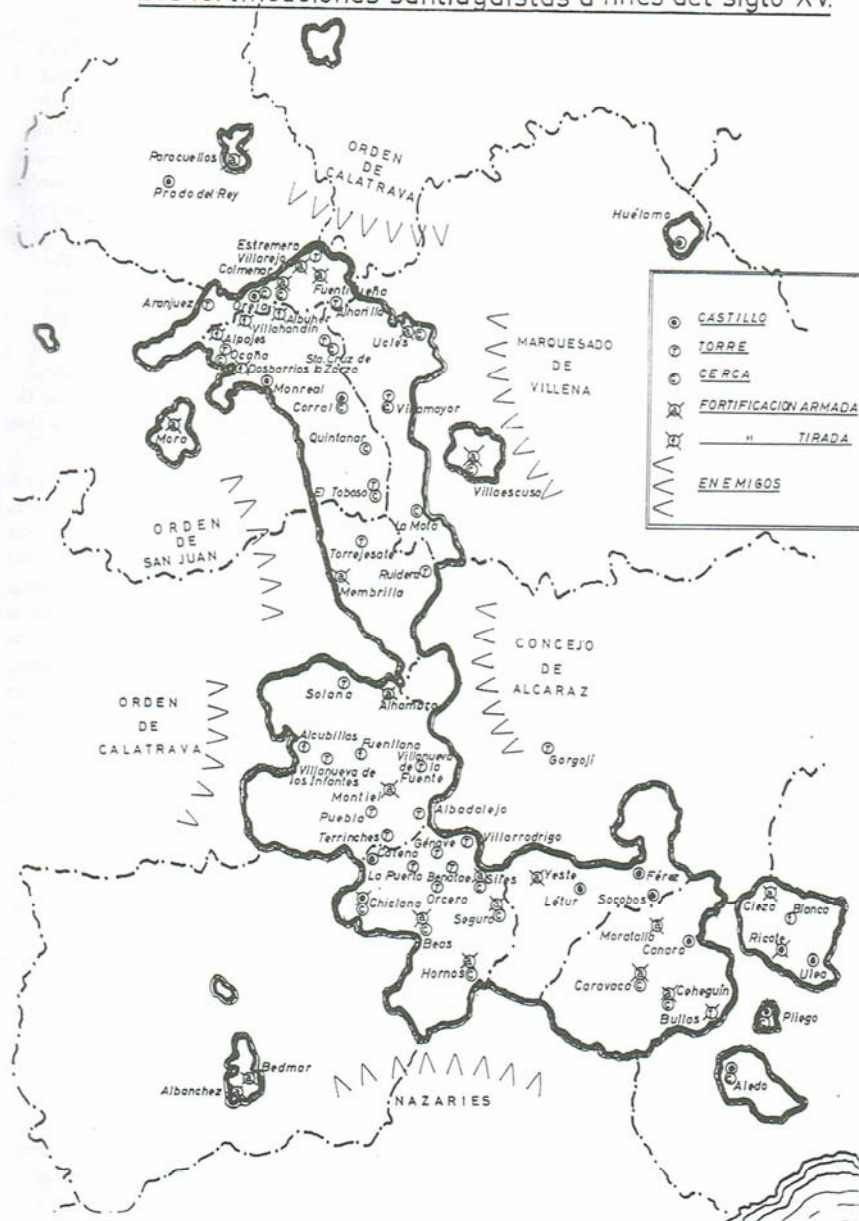 fortificaciones santiaguistas a fines del siglo XV.
ORDEN
DE
CALATRAVA
Paracuellos
Prado del Rey
Huélamo
Estremera
Villarejo
Colmenar
Fuentidueña
Aranjuez
Oreja
Albuher
Alharilla
Villahandín
Alpajes
Uclés
Ocaña
Sta. Cruz de
la Zarza
Dosbarrios
Monreal
Corral
Villamayor
MARQUESADO
DE
VILLENA
CASTILLO
TORRE
CERCA
FORTIFICACION ARMADA
" TIRADA
ENEMIGOS
Mora
Quintanar
Villaescusa
El Toboso
La Mota
ORDEN
DE
SAN JUAN
Torrejesate
Ruidera
Membrilla
CONCEJO
DE
ALCARAZ
Solana
Alhambra
ORDEN
DE
CALATRAVA
Alcubillas
Fuenllana
Villanueva
de la
Fuente
Villanueva de
los Infantes
Gorgojí
Montiel
Puebla
Albadalejo
Terrinches
Génave
Villarrodrigo
Catena
La Puerta
Benatae
Siles
Yeste
Férez
Orcera
Létur
Socobos
Cieza
Blanca
Chiclana
Segura
Moratalla
Ricote
Beas
Canara
Ulea
Hornos
Caravaca
Cehegín
Bullas
Pliego
Bedmar
Albanchez
Aledo
NAZARIES